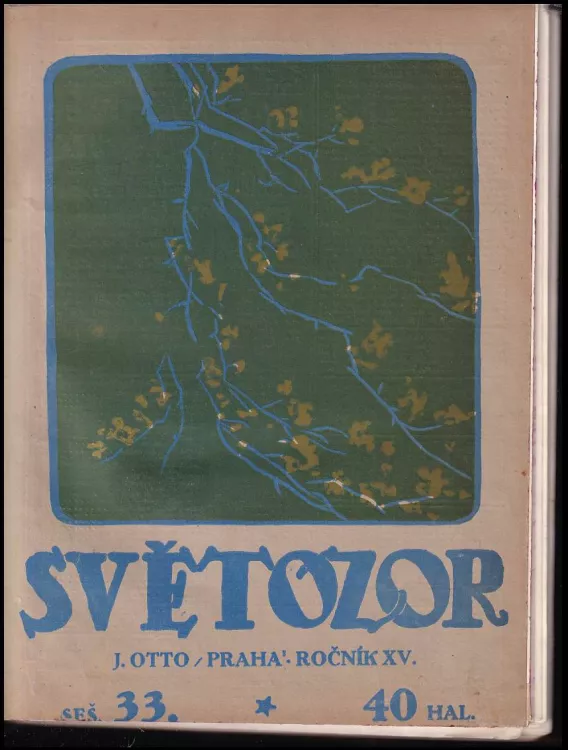 SVĚTOZOR
J. OTTO / PRAHA'. ROČNÍK XV.
SEŠ. 33. ★ 40 HAL.